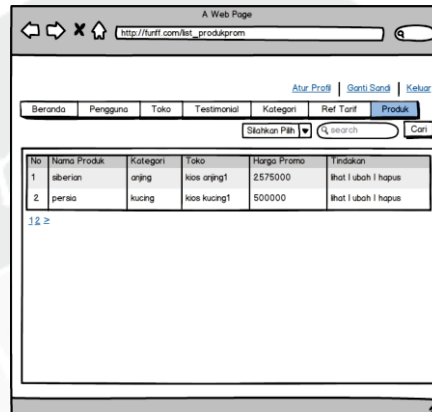 A Web Page
http://furiff.com/list_produkprom
Atur Profil | Ganti Sandi | Keluar
Beranda Pengguna Toko Testimonial Kategori Ref Tarif Produk
Silahkan Pilih search Cari
No Nama Produk Kategori Toko Harga Promo Tindakan
1 siberian anjing kios anjing1 2575000 lihat | ubah | hapus
2 persia kucing kios kucing1 500000 lihat | ubah | hapus
1 2 >